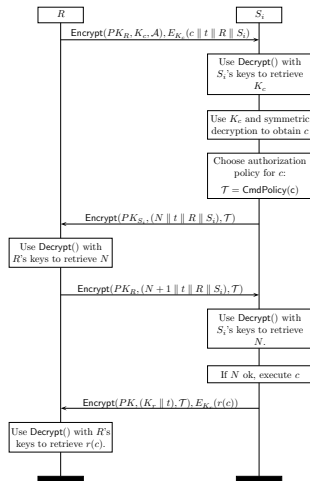 R
S_i
Encrypt(PK_R, K_c, 𝒜), E_{K_c}(c ∥ t ∥ R ∥ S_i)
Use Decrypt() with
S_i's keys to retrieve
K_c
Use K_c and symmetric
decryption to obtain c
Choose authorization
policy for c:
𝒯 = CmdPolicy(c)
Encrypt(PK_{S_i}, (N ∥ t ∥ R ∥ S_i), 𝒯)
Use Decrypt() with
R's keys to retrieve N
Encrypt(PK_R, (N + 1 ∥ t ∥ R ∥ S_i), 𝒯)
Use Decrypt() with
S_i's keys to retrieve
N.
If N ok, execute c
Encrypt(PK, (K_r ∥ t), 𝒯), E_{K_r}(r(c))
Use Decrypt() with R's
keys to retrieve r(c).